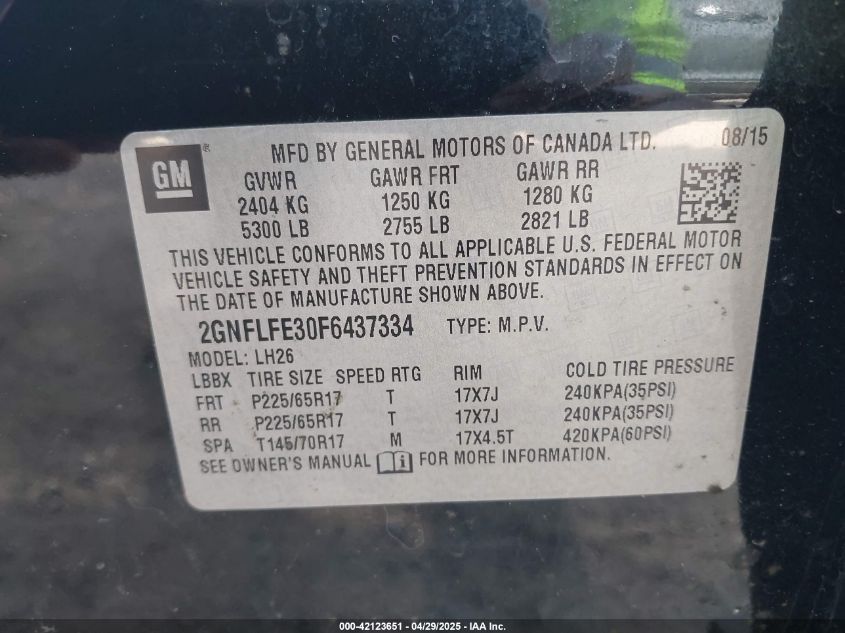 GM ®
MFD BY GENERAL MOTORS OF CANADA LTD. 08/15
GVWR GAWR FRT GAWR RR
2404 KG 1250 KG 1280 KG
5300 LB 2755 LB 2821 LB
THIS VEHICLE CONFORMS TO ALL APPLICABLE U.S. FEDERAL MOTOR
VEHICLE SAFETY AND THEFT PREVENTION STANDARDS IN EFFECT ON
THE DATE OF MANUFACTURE SHOWN ABOVE.
2GNFLFE30F6437334 TYPE: M.P.V.
MODEL: LH26
LBBX TIRE SIZE SPEED RTG RIM COLD TIRE PRESSURE
FRT P225/65R17 T 17X7J 240KPA(35PSI)
RR P225/65R17 T 17X7J 240KPA(35PSI)
SPA T145/70R17 M 17X4.5T 420KPA(60PSI)
SEE OWNER'S MANUAL FOR MORE INFORMATION.
000-42123651 - 04/29/2025 - IAA Inc.